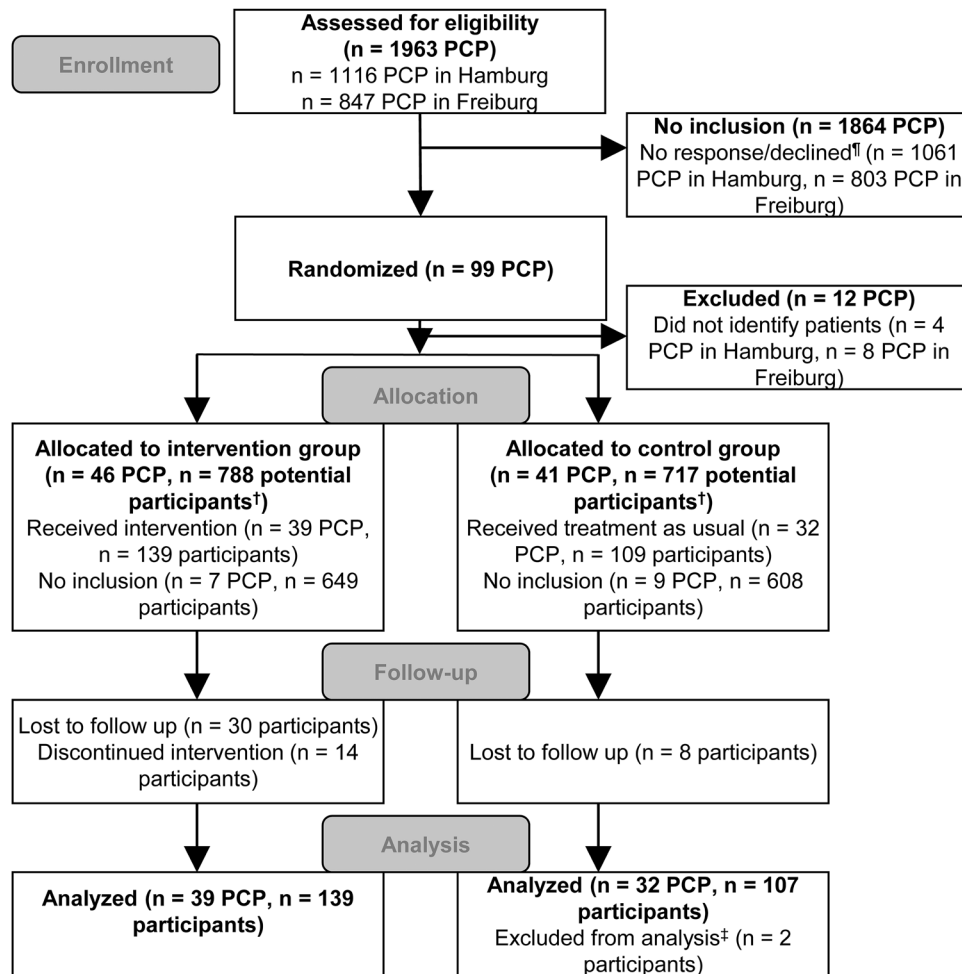 Enrollment
Assessed for eligibility
(n = 1963 PCP)
n = 1116 PCP in Hamburg
n = 847 PCP in Freiburg
No inclusion (n = 1864 PCP)
No response/declined¶ (n = 1061
PCP in Hamburg, n = 803 PCP in
Freiburg)
Randomized (n = 99 PCP)
Excluded (n = 12 PCP)
Did not identify patients (n = 4
PCP in Hamburg, n = 8 PCP in
Freiburg)
Allocation
Allocated to intervention group
(n = 46 PCP, n = 788 potential
participants†)
Received intervention (n = 39 PCP,
n = 139 participants)
No inclusion (n = 7 PCP, n = 649
participants)
Allocated to control group
(n = 41 PCP, n = 717 potential
participants†)
Received treatment as usual (n = 32
PCP, n = 109 participants)
No inclusion (n = 9 PCP, n = 608
participants)
Follow-up
Lost to follow up (n = 30 participants)
Discontinued intervention (n = 14
participants)
Lost to follow up (n = 8 participants)
Analysis
Analyzed (n = 39 PCP, n = 139
participants)
Analyzed (n = 32 PCP, n = 107
participants)
Excluded from analysis‡ (n = 2
participants)